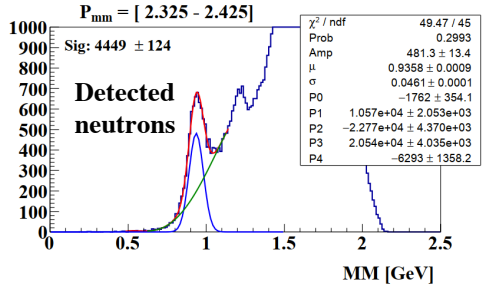 Pmm = [ 2.325 - 2.425]
Sig: 4449 ± 124
Detected
neutrons
χ² / ndf 49.47 / 45
Prob 0.2993
Amp 481.3 ± 13.4
μ 0.9358 ± 0.0009
σ 0.0461 ± 0.0001
P0 −1762 ± 354.1
P1 1.057e+04 ± 2.053e+03
P2 −2.277e+04 ± 4.370e+03
P3 2.054e+04 ± 4.035e+03
P4 −6293 ± 1358.2
1000
900
800
700
600
500
400
300
200
100
0
0 0.5 1 1.5 2 2.5
MM [GeV]